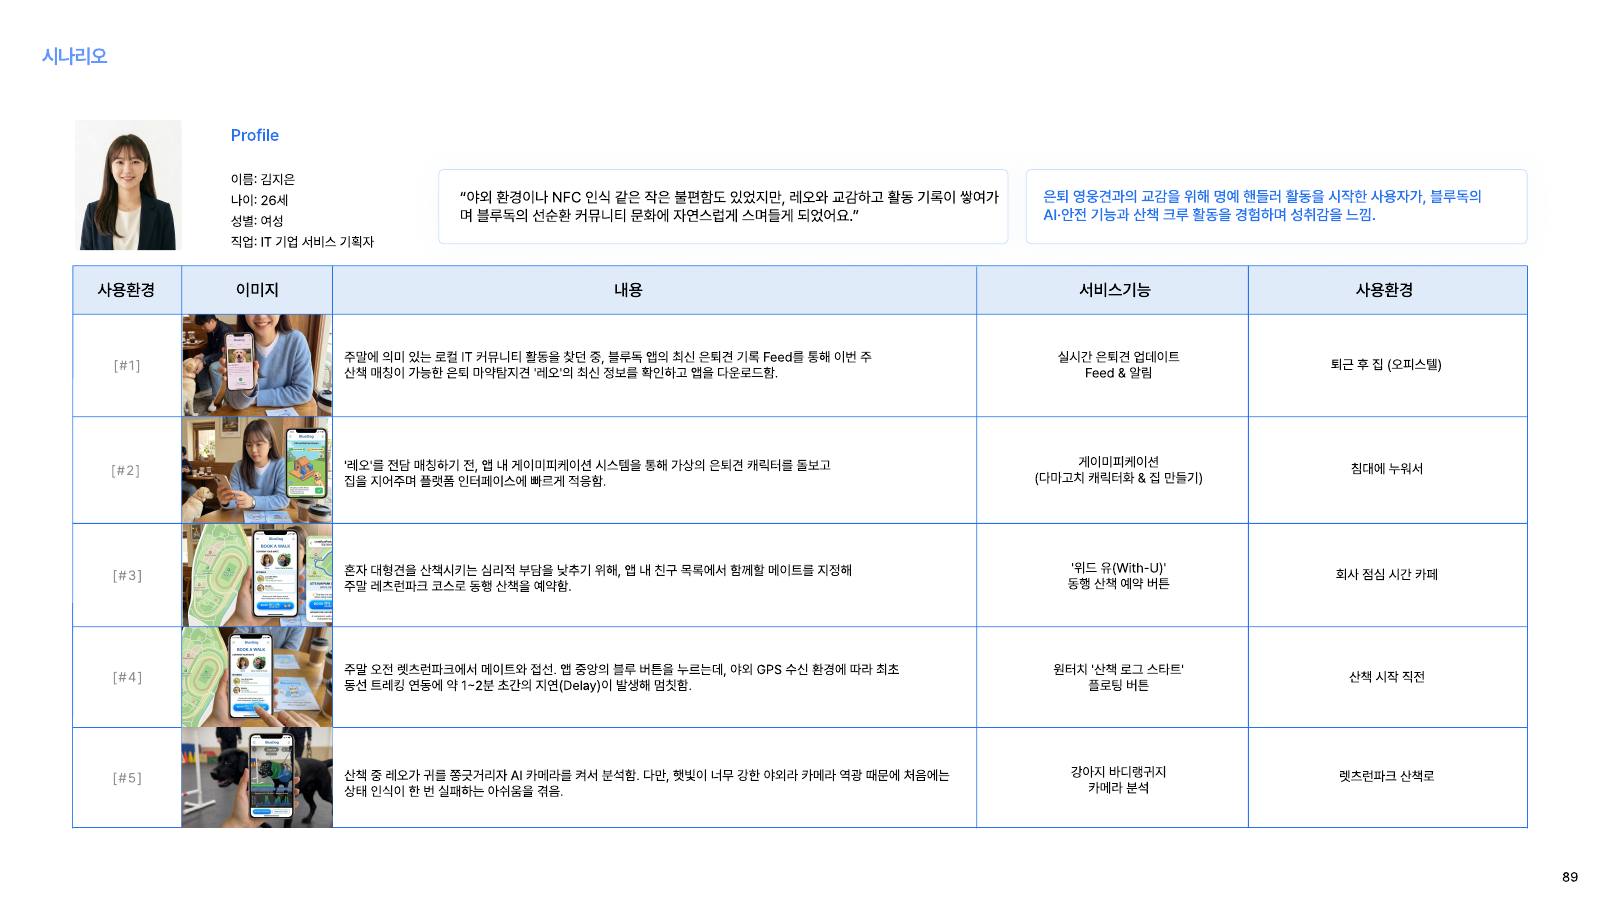 시나리오
Profile
이름: 김지은
나이: 26세
성별: 여성
직업: IT 기업 서비스 기획자
“야외 환경이나 NFC 인식 같은 작은 불편함도 있었지만, 레오와 교감하고 활동 기록이 쌓여가
며 블루독의 선순환 커뮤니티 문화에 자연스럽게 스며들게 되었어요.”
은퇴 영웅견과의 교감을 위해 명예 핸들러 활동을 시작한 사용자가, 블루독의
AI·안전 기능과 산책 크루 활동을 경험하며 성취감을 느낌.
사용환경 이미지 내용 서비스기능 사용환경
[#1]
주말에 의미 있는 로컬 IT 커뮤니티 활동을 찾던 중, 블루독 앱의 최신 은퇴견 기록 Feed를 통해 이번 주
산책 매칭이 가능한 은퇴 마약탐지견 '레오'의 최신 정보를 확인하고 앱을 다운로드함.
실시간 은퇴견 업데이트
Feed & 알림
퇴근 후 집 (오피스텔)
[#2]
BlueDog
'레오'를 전담 매칭하기 전, 앱 내 게이미피케이션 시스템을 통해 가상의 은퇴견 캐릭터를 돌보고
집을 지어주며 플랫폼 인터페이스에 빠르게 적응함.
게이미피케이션
(다마고치 캐릭터화 & 집 만들기)
침대에 누워서
[#3]
BlueDog
BOOK A WALK
혼자 대형견을 산책시키는 심리적 부담을 낮추기 위해, 앱 내 친구 목록에서 함께할 메이트를 지정해
주말 레츠런파크 코스로 동행 산책을 예약함.
'위드 유(With-U)'
동행 산책 예약 버튼
회사 점심 시간 카페
[#4]
BlueDog
BOOK A WALK
주말 오전 렛츠런파크에서 메이트와 접선. 앱 중앙의 블루 버튼을 누르는데, 야외 GPS 수신 환경에 따라 최초
동선 트레킹 연동에 약 1~2분 초간의 지연(Delay)이 발생해 멈칫함.
원터치 '산책 로그 스타트'
플로팅 버튼
산책 시작 직전
[#5]
BlueDog
산책 중 레오가 귀를 쫑긋거리자 AI 카메라를 켜서 분석함. 다만, 햇빛이 너무 강한 야외라 카메라 역광 때문에 처음에는
상태 인식이 한 번 실패하는 아쉬움을 겪음.
강아지 바디랭귀지
카메라 분석
렛츠런파크 산책로
89